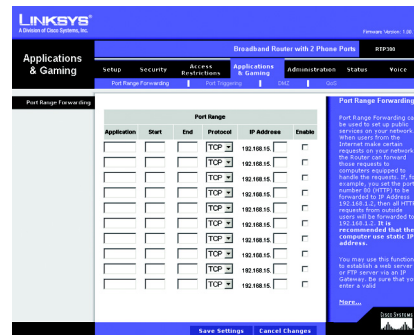 LINKSYS®
A Division of Cisco Systems, Inc.
Firmware Version: 1.00
Applications & Gaming
Broadband Router with 2 Phone Ports
RTP300
Setup Security Access Restrictions Applications & Gaming Administration Status Voice
Port Range Forwarding Port Triggering DMZ QoS
Port Range Forwarding
Port Range
Application Start End Protocol IP Address Enable
TCP 192.168.15.
TCP 192.168.15.
TCP 192.168.15.
TCP 192.168.15.
TCP 192.168.15.
TCP 192.168.15.
TCP 192.168.15.
TCP 192.168.15.
TCP 192.168.15.
TCP 192.168.15.
Port Range Forwarding
Port Range Forwarding ca
be used to set up public
services on your network.
When users from the
Internet make certain
requests on your network,
the Router can forward
those requests to
computers equipped to
handle the requests. If, fo
example, you set the port
number 80 (HTTP) to be
forwarded to IP Address
192.168.1.2, then all HTTP
requests from outside
users will be forwarded to
192.168.1.2. It is
recommended that the
computer use static IP
address.
You may use this function
to establish a web server
or FTP server via an IP
Gateway. Be sure that yo
enter a valid
More...
Save Settings Cancel Changes
CISCO SYSTEMS